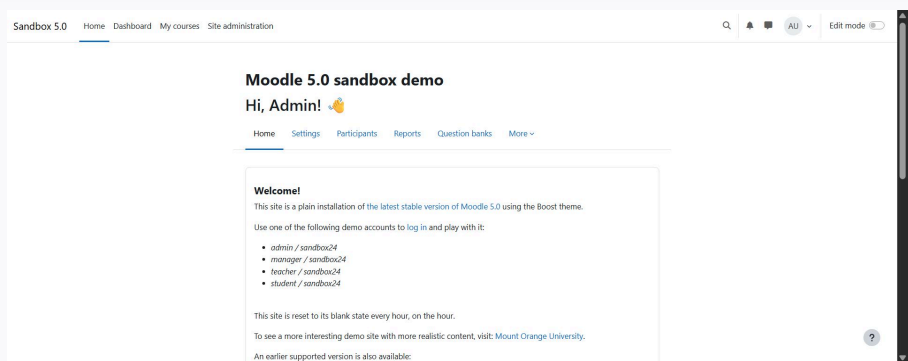 Sandbox 5.0 Home Dashboard My courses Site administration AU Edit mode
Moodle 5.0 sandbox demo
Hi, Admin! 👋
Home Settings Participants Reports Question banks More
Welcome!
This site is a plain installation of the latest stable version of Moodle 5.0 using the Boost theme.
Use one of the following demo accounts to log in and play with it:
• admin / sandbox24
• manager / sandbox24
• teacher / sandbox24
• student / sandbox24
This site is reset to its blank state every hour, on the hour.
To see a more interesting demo site with more realistic content, visit: Mount Orange University.
?
An earlier supported version is also available: